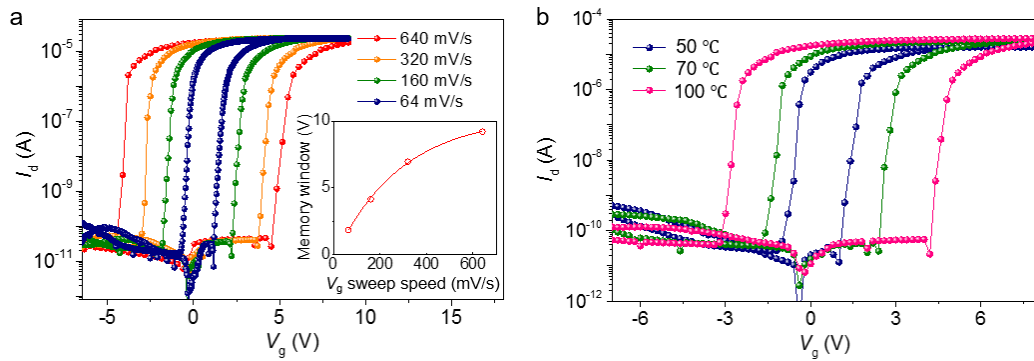 a
640 mV/s
320 mV/s
160 mV/s
64 mV/s
10⁻⁵
10⁻⁷
10⁻⁹
10⁻¹¹
I_d (A)
-5 0 5 10 15
V_g (V)
Memory window (V)
10
5
0
0 200 400 600
V_g sweep speed (mV/s)
b
50 ℃
70 ℃
100 ℃
10⁻⁴
10⁻⁶
10⁻⁸
10⁻¹⁰
10⁻¹²
I_d (A)
-6 -3 0 3 6
V_g (V)